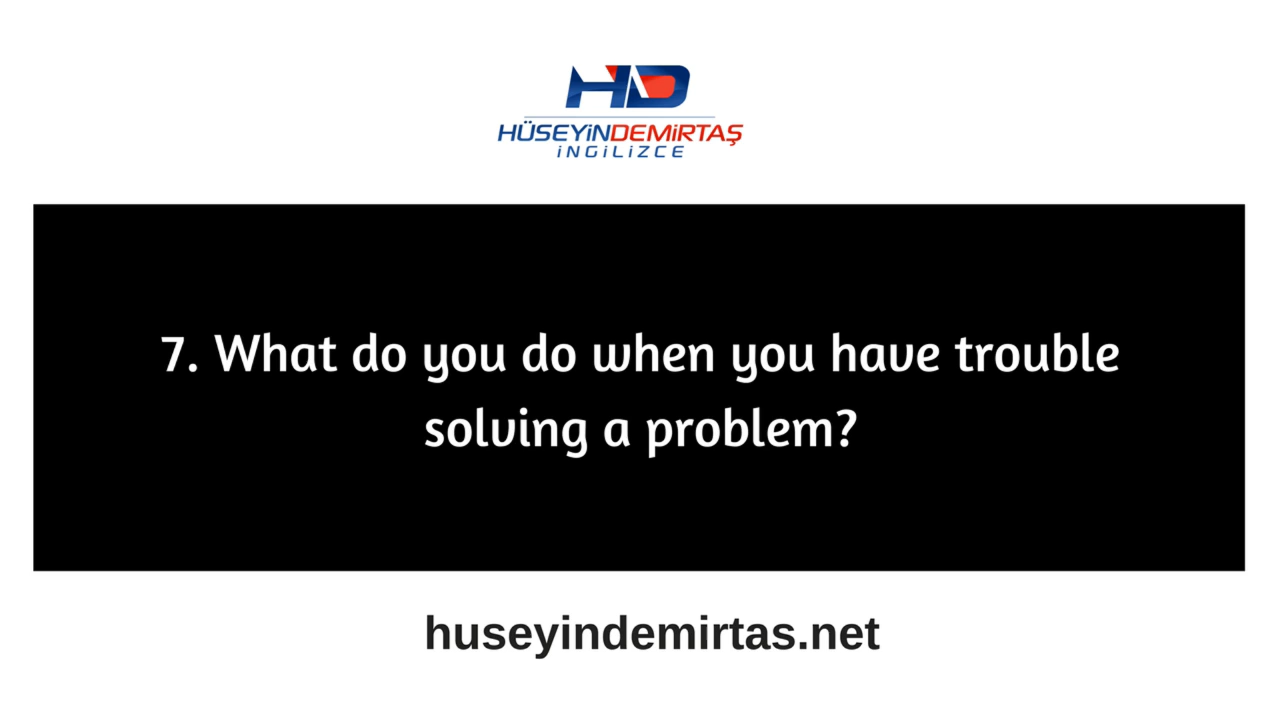 HD
HÜSEYİNDEMİRTAŞ
İNGİLİZCE
7. What do you do when you have trouble
solving a problem?
huseyindemirtas.net